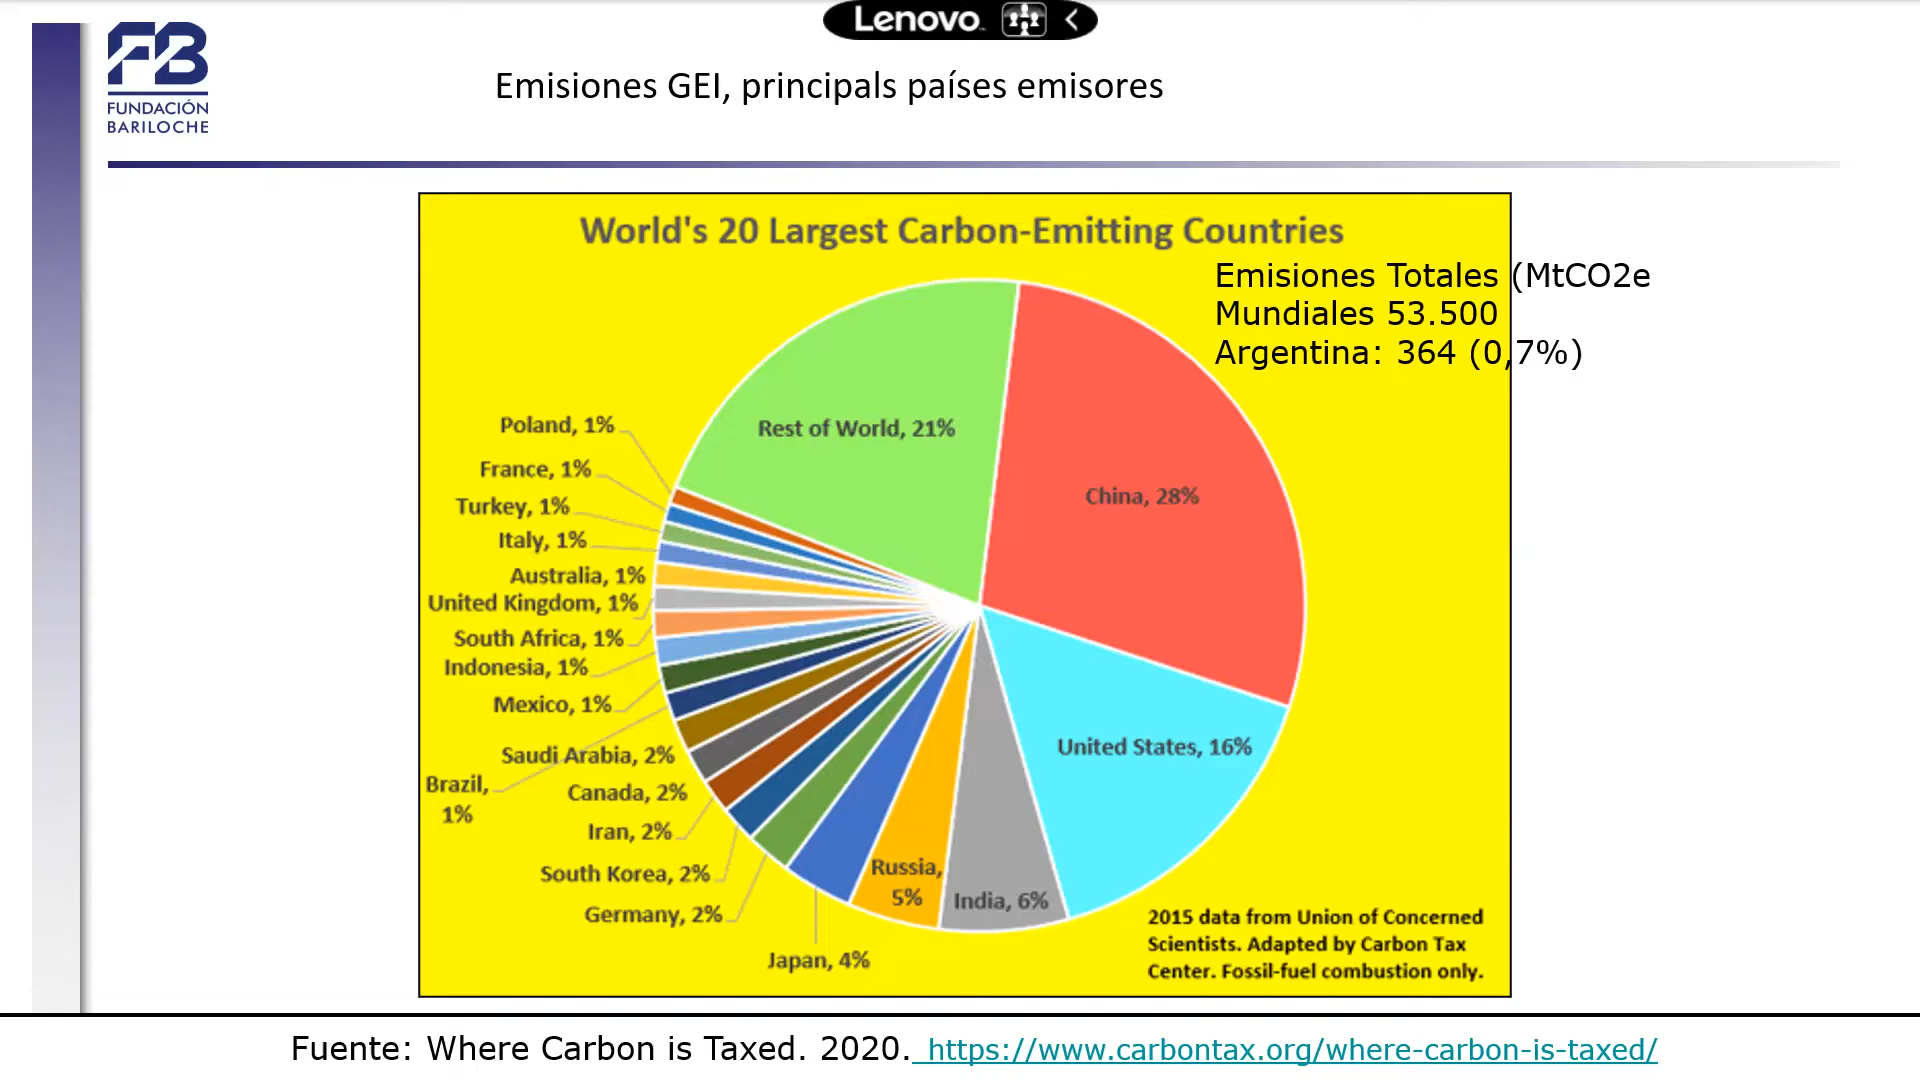 Lenovo
FB
FUNDACIÓN
BARILOCHE
Emisiones GEI, principals países emisores
World's 20 Largest Carbon-Emitting Countries
Emisiones Totales (MtCO2e
Mundiales 53.500
Argentina: 364 (0,7%)
Rest of World, 21%
China, 28%
United States, 16%
India, 6%
Russia,
5%
Japan, 4%
Germany, 2%
South Korea, 2%
Iran, 2%
Canada, 2%
Saudi Arabia, 2%
Brazil,
1%
Mexico, 1%
Indonesia, 1%
South Africa, 1%
United Kingdom, 1%
Australia, 1%
Italy, 1%
Turkey, 1%
France, 1%
Poland, 1%
2015 data from Union of Concerned
Scientists. Adapted by Carbon Tax
Center. Fossil-fuel combustion only.
Fuente: Where Carbon is Taxed. 2020. https://www.carbontax.org/where-carbon-is-taxed/